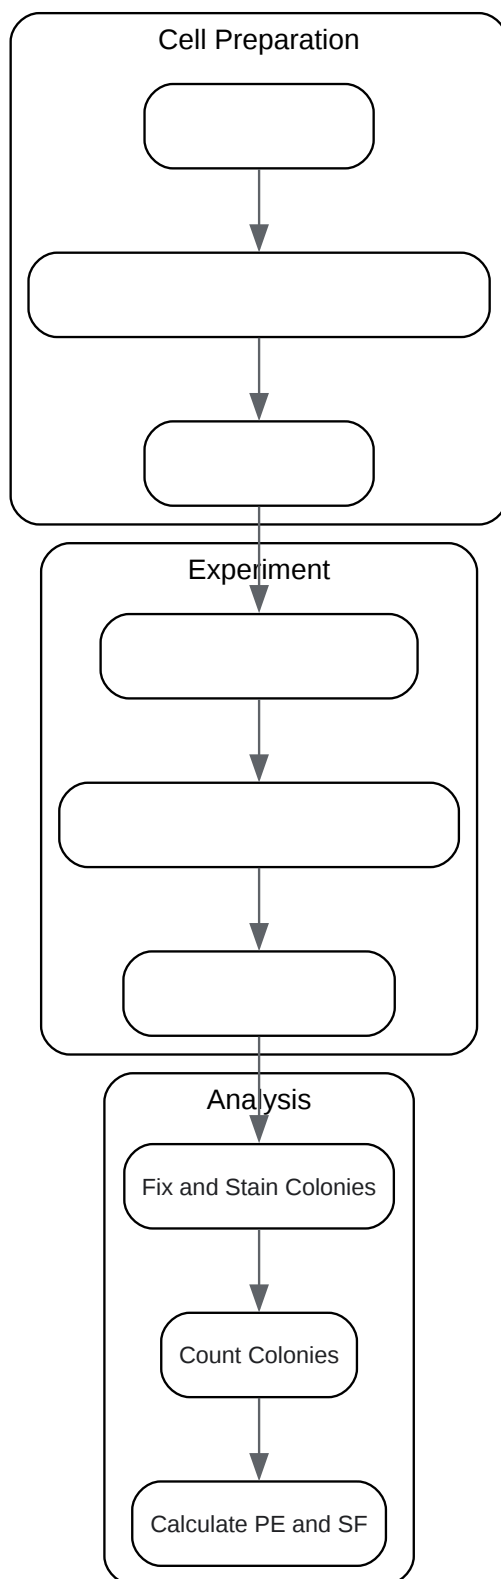 Cell Preparation
Experiment
Analysis
Fix and Stain Colonies
Count Colonies
Calculate PE and SF